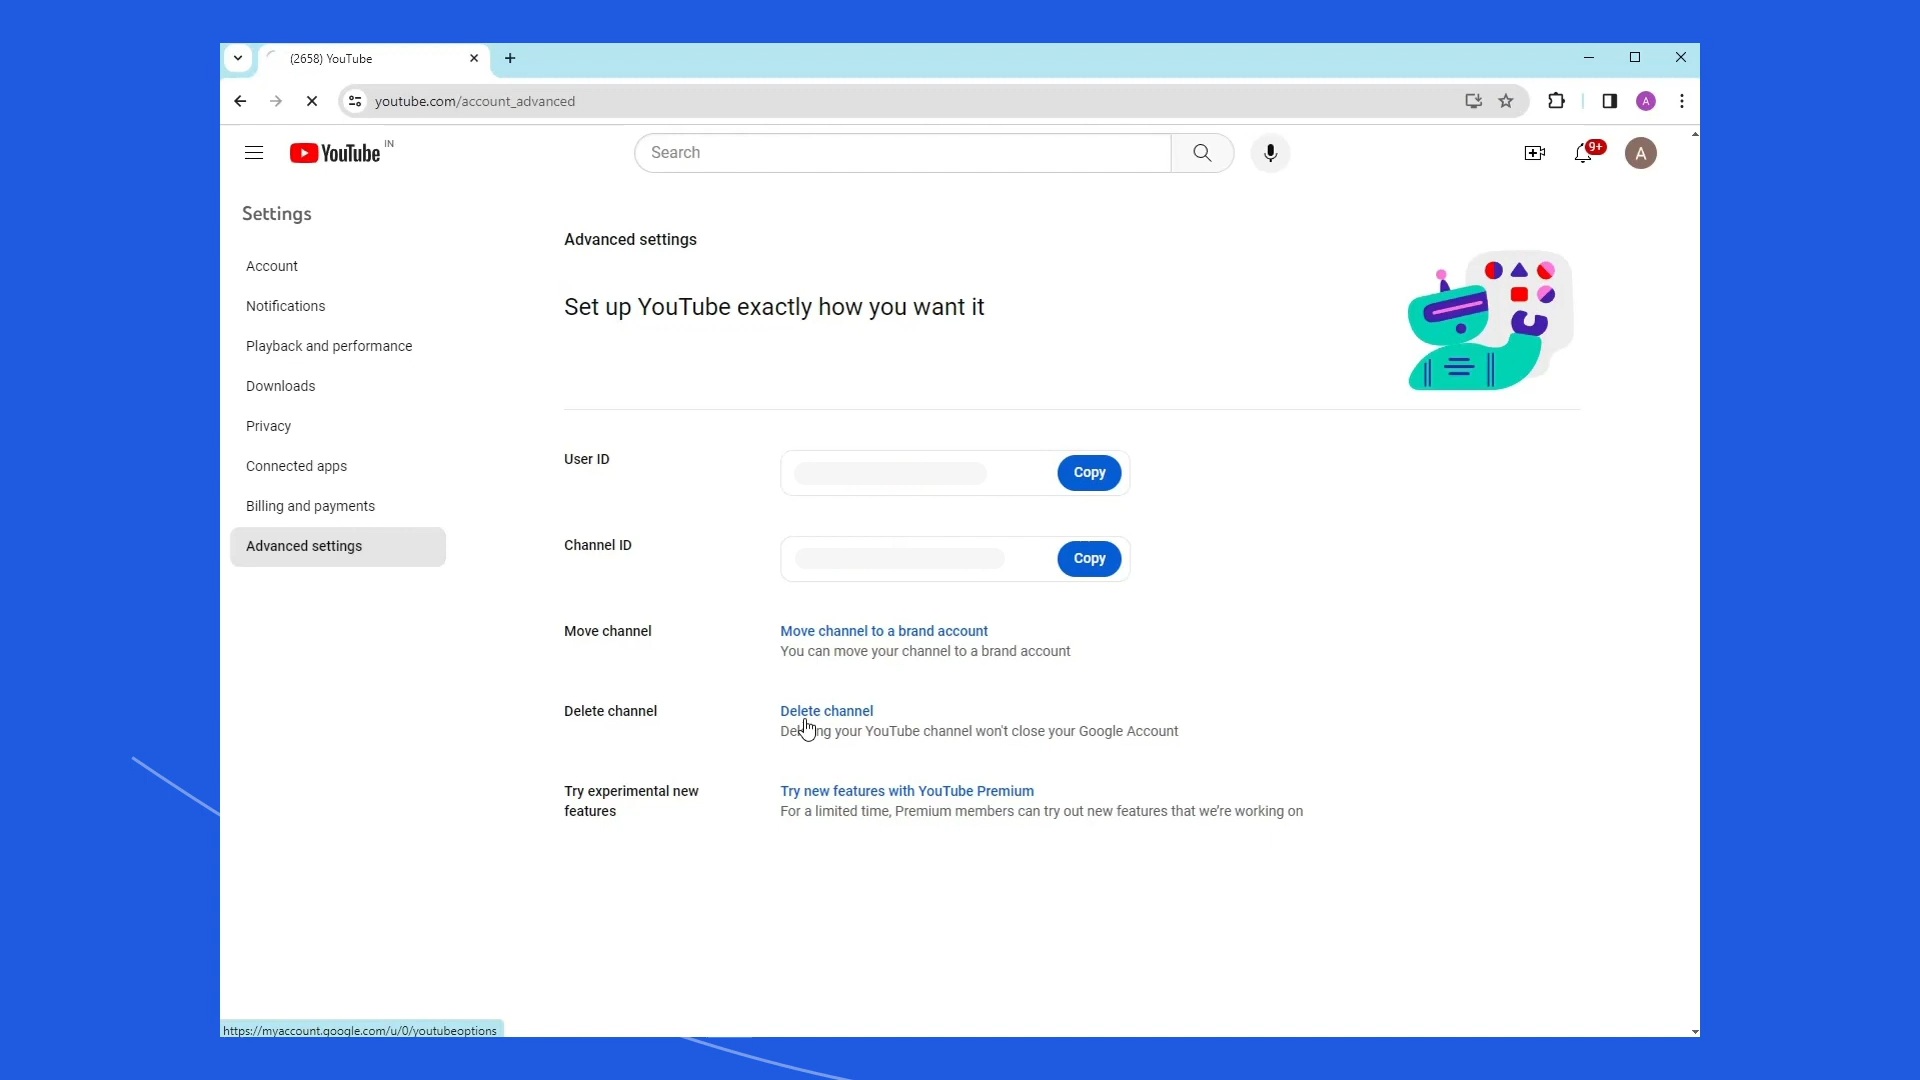 (2658) YouTube
youtube.com/account_advanced
YouTube IN
Search
9+
A
A
Settings
Account
Notifications
Playback and performance
Downloads
Privacy
Connected apps
Billing and payments
Advanced settings
Advanced settings
Set up YouTube exactly how you want it
User ID
Copy
Channel ID
Copy
Move channel
Move channel to a brand account
You can move your channel to a brand account
Delete channel
Delete channel
your YouTube channel won't close your Google Account
Try experimental new
features
Try new features with YouTube Premium
For a limited time, Premium members can try out new features that we're working on
https://myaccount.google.com/u/0/youtubeoptions